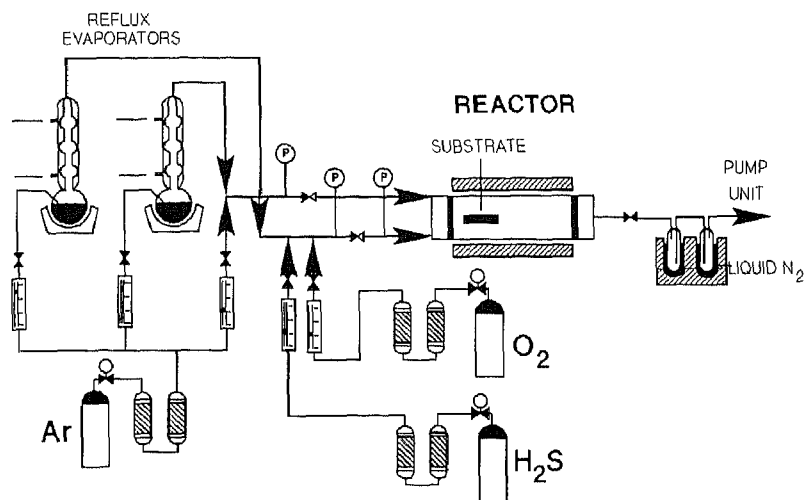 REFLUX
EVAPORATORS
REACTOR
SUBSTRATE
P
P
P
PUMP
UNIT
LIQUID N2
O2
Ar
H2S